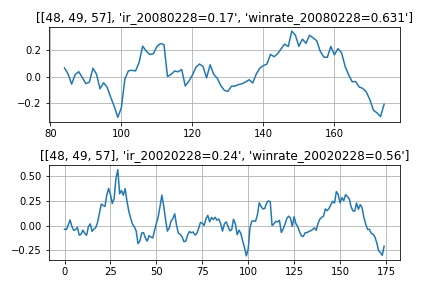 [[48, 49, 57], 'ir_20080228=0.17', 'winrate_20080228=0.631']
0.2
0.0
−0.2
80 100 120 140 160
[[48, 49, 57], 'ir_20020228=0.24', 'winrate_20020228=0.56']
0.50
0.25
0.00
−0.25
0 25 50 75 100 125 150 175